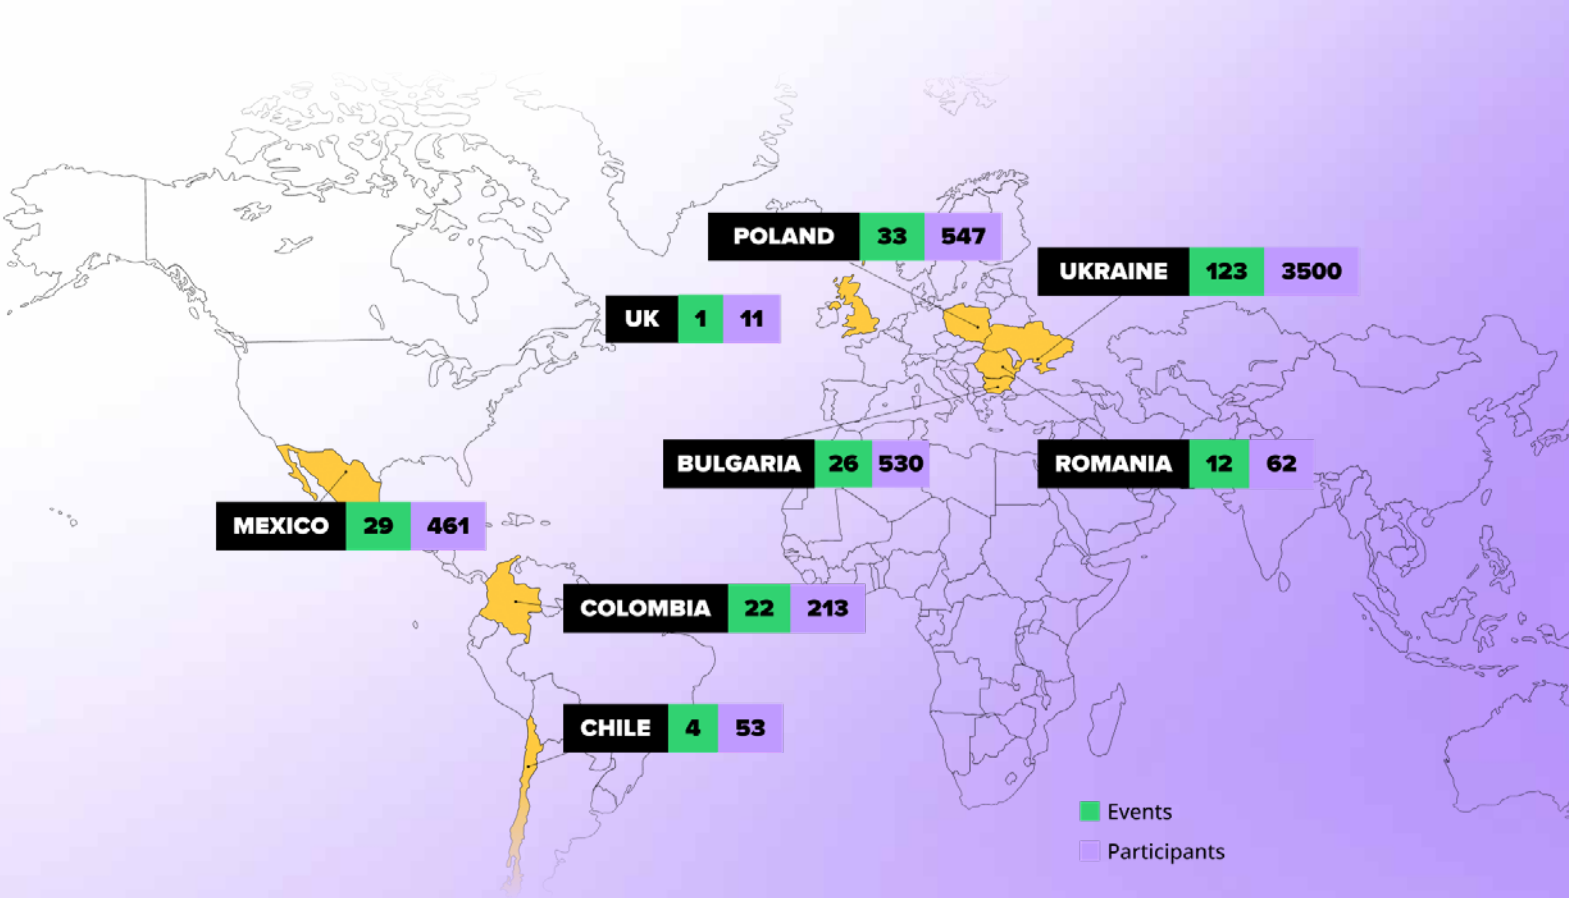 POLAND 33 547
UKRAINE 123 3500
UK 1 11
BULGARIA 26 530
ROMANIA 12 62
MEXICO 29 461
COLOMBIA 22 213
CHILE 4 53
Events
Participants